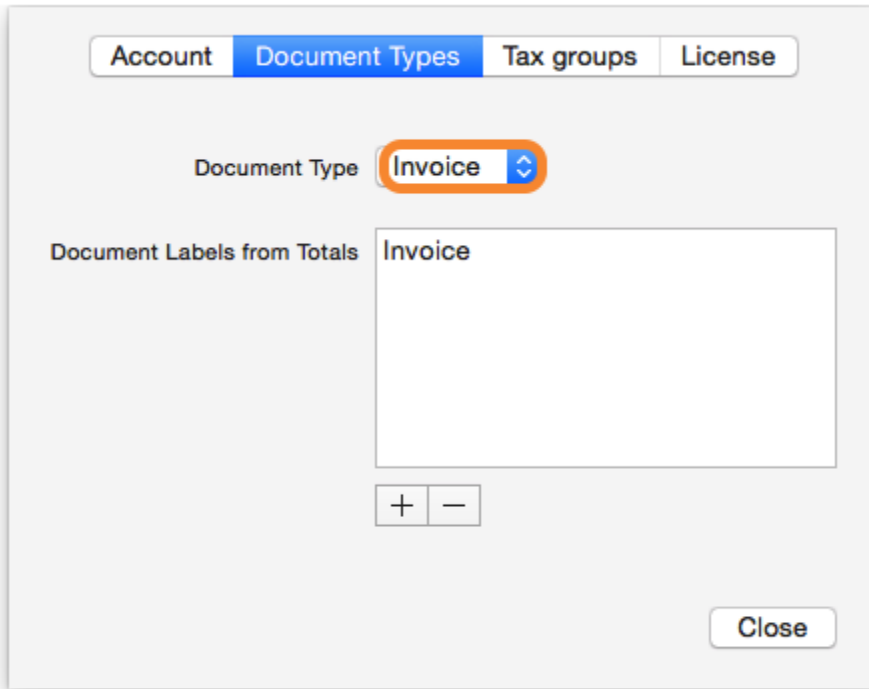 Account Document Types Tax groups License
Document Type Invoice
Document Labels from Totals Invoice
+ −
Close